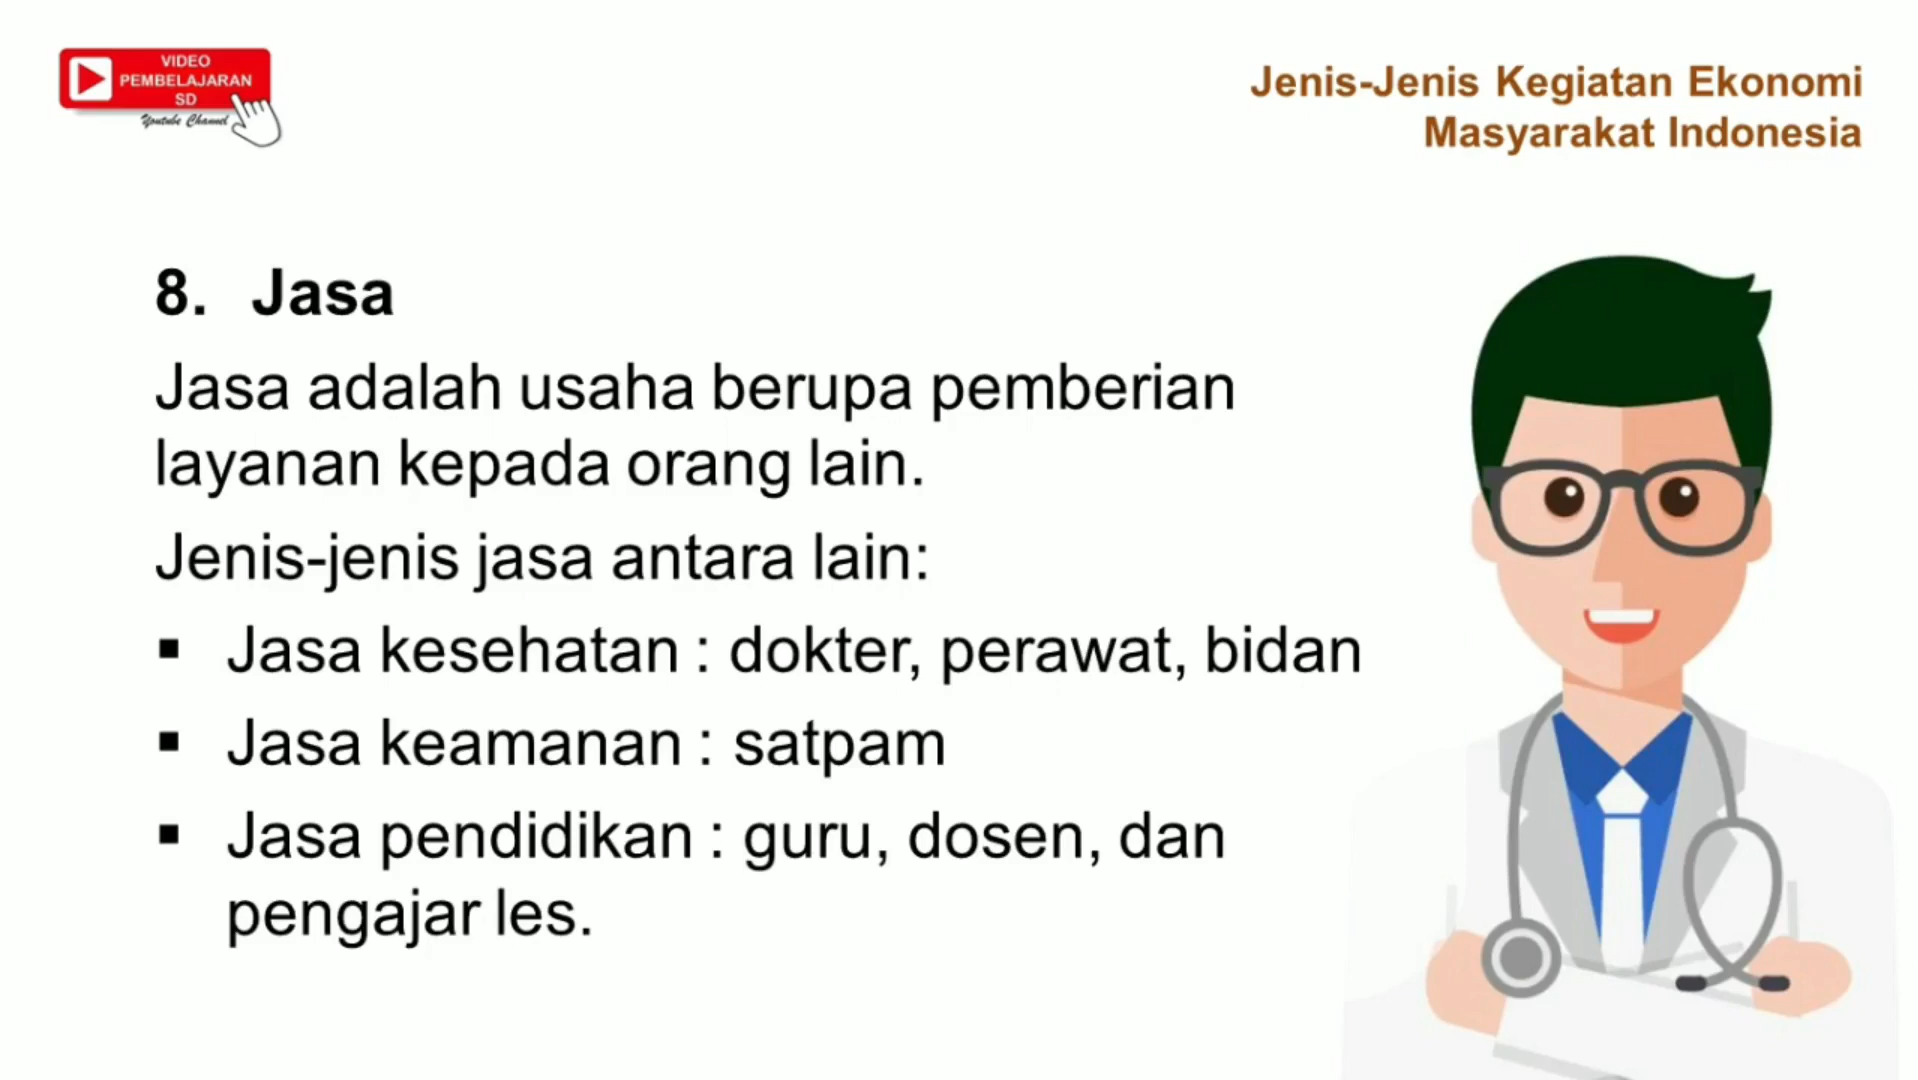 VIDEO
PEMBELAJARAN
SD
Youtube Channel
Jenis-Jenis Kegiatan Ekonomi
Masyarakat Indonesia
8. Jasa
Jasa adalah usaha berupa pemberian
layanan kepada orang lain.
Jenis-jenis jasa antara lain:
▪ Jasa kesehatan : dokter, perawat, bidan
▪ Jasa keamanan : satpam
▪ Jasa pendidikan : guru, dosen, dan
pengajar les.